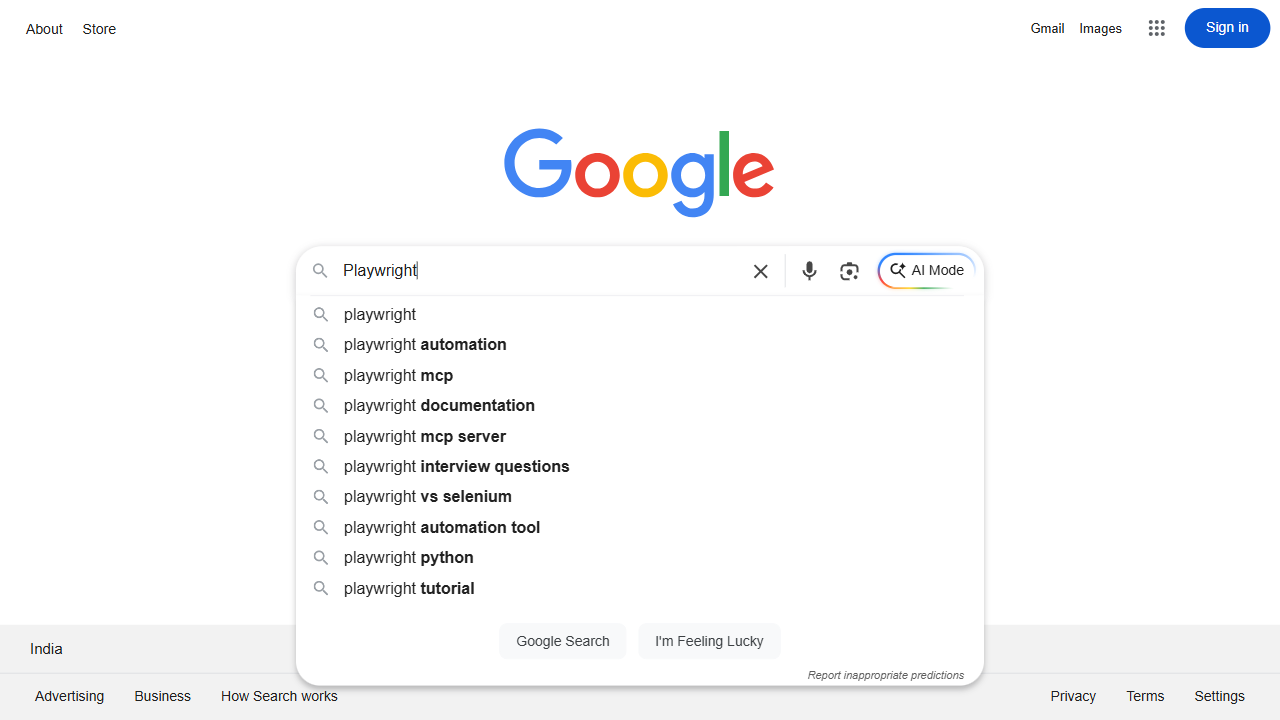 About Store Gmail Images Sign in
Google
Playwright AI Mode
playwright
playwright automation
playwright mcp
playwright documentation
playwright mcp server
playwright interview questions
playwright vs selenium
playwright automation tool
playwright python
playwright tutorial
Google Search I'm Feeling Lucky
India
Report inappropriate predictions
Advertising Business How Search works Privacy Terms Settings